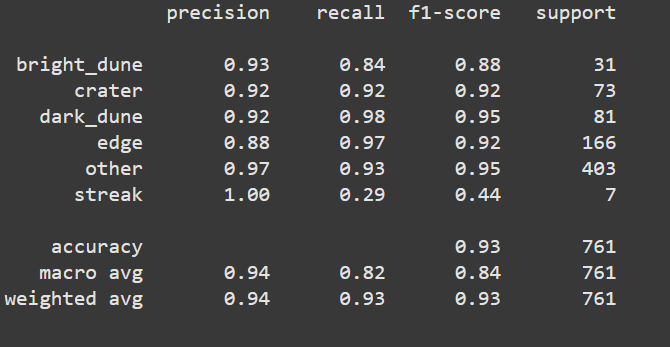 precision recall f1-score support
bright_dune 0.93 0.84 0.88 31
crater 0.92 0.92 0.92 73
dark_dune 0.92 0.98 0.95 81
edge 0.88 0.97 0.92 166
other 0.97 0.93 0.95 403
streak 1.00 0.29 0.44 7
accuracy 0.93 761
macro avg 0.94 0.82 0.84 761
weighted avg 0.94 0.93 0.93 761